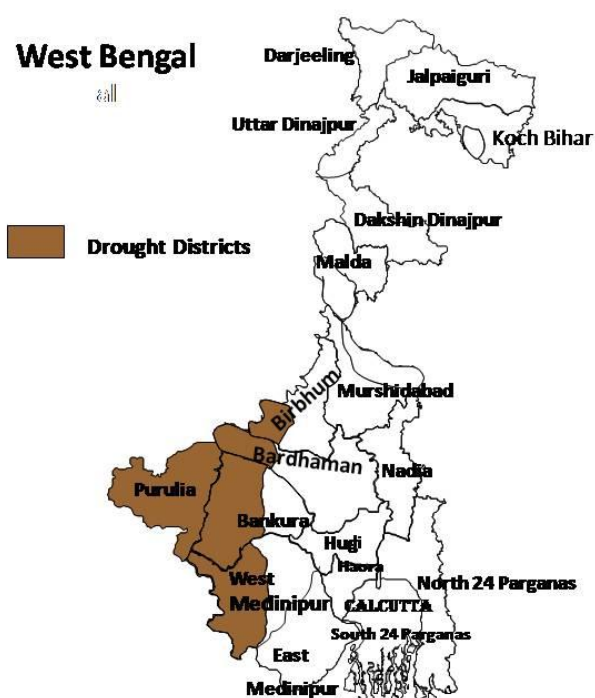 West Bengal
all
Darjeeling
Jalpaiguri
Uttar Dinajpur
Koch Bihar
Dakshin Dinajpur
Drought Districts
Malda
Birbhum
Murshidabad
Bardhaman
Nadia
Purulia
Bankura
Hugi
Haora
West
Medinipur
North 24 Parganas
CALCUTTA
South 24 Parganas
East
Medinipur